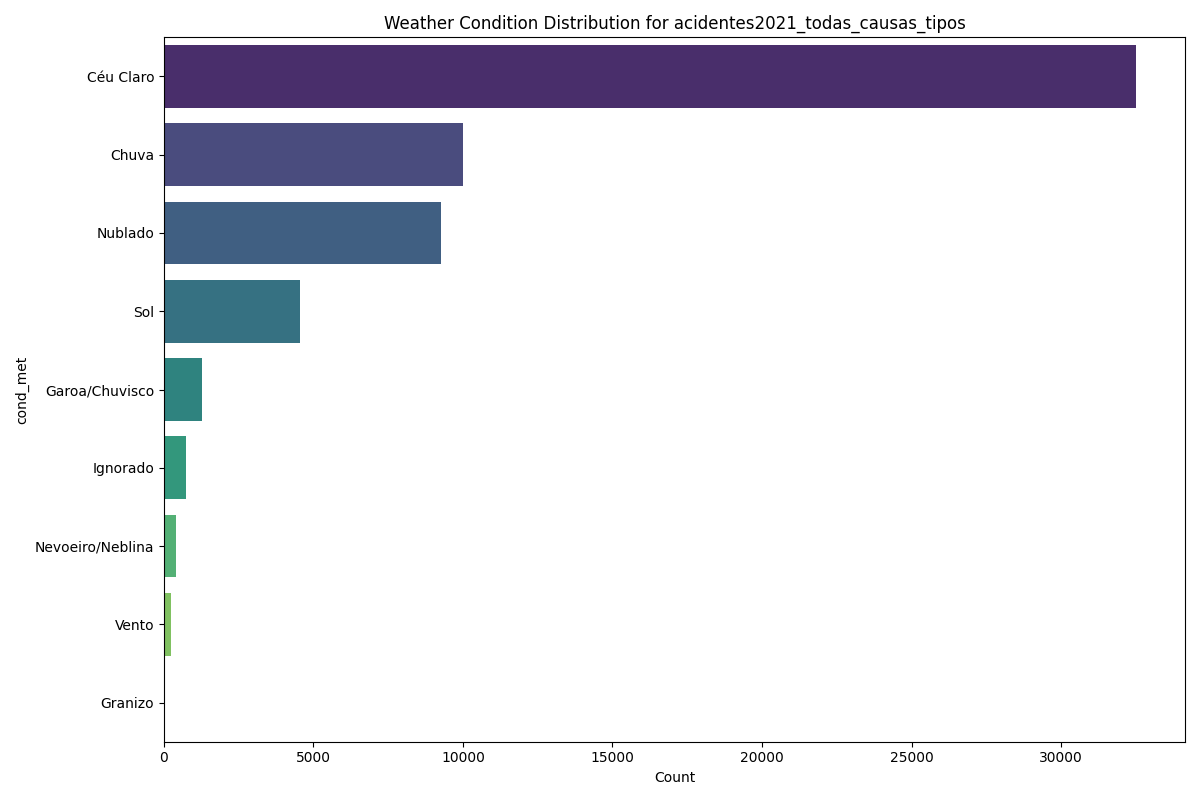 Weather Condition Distribution for acidentes2021_todas_causas_tipos
cond_met
Céu Claro
Chuva
Nublado
Sol
Garoa/Chuvisco
Ignorado
Nevoeiro/Neblina
Vento
Granizo
0 5000 10000 15000 20000 25000 30000
Count